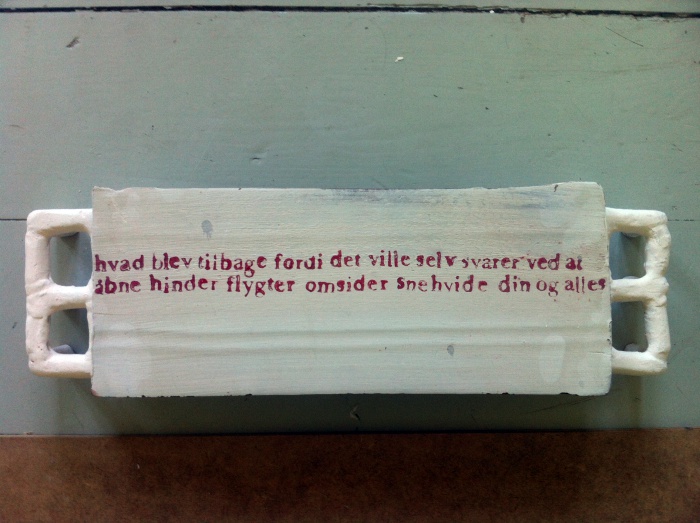 hvad blev tilbage fordi det ville selv svarer ved at
åbne hinder flygter omsider snehvide din og alles